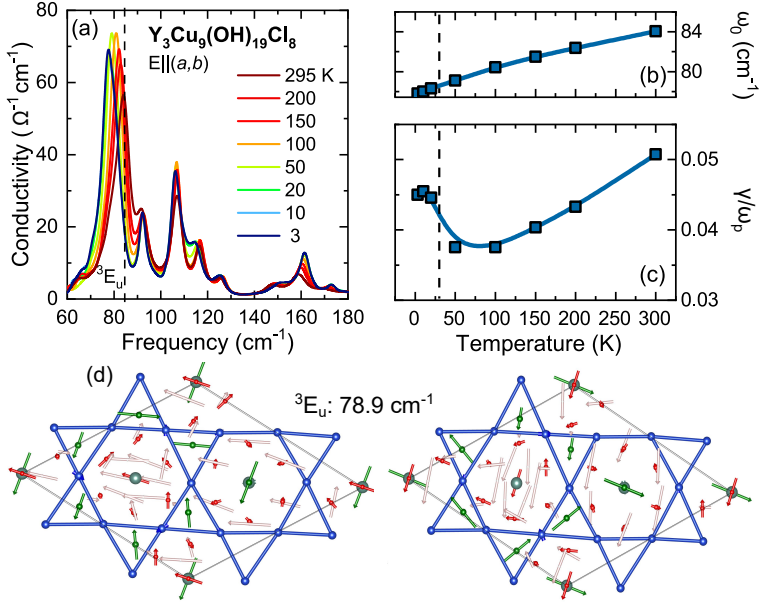 (a)
Y₃Cu₉(OH)₁₉Cl₈
E||(a,b)
295 K
200
150
100
50
20
10
3
³Eᵤ
80
60
40
20
0
Conductivity ( Ω⁻¹ cm⁻¹)
60 80 100 120 140 160 180
Frequency (cm⁻¹)
(b)
84
80
ω₀ (cm⁻¹)
(c)
0.05
0.04
0.03
γ/ωₚ
0 50 100 150 200 250 300
Temperature (K)
(d)
³Eᵤ: 78.9 cm⁻¹